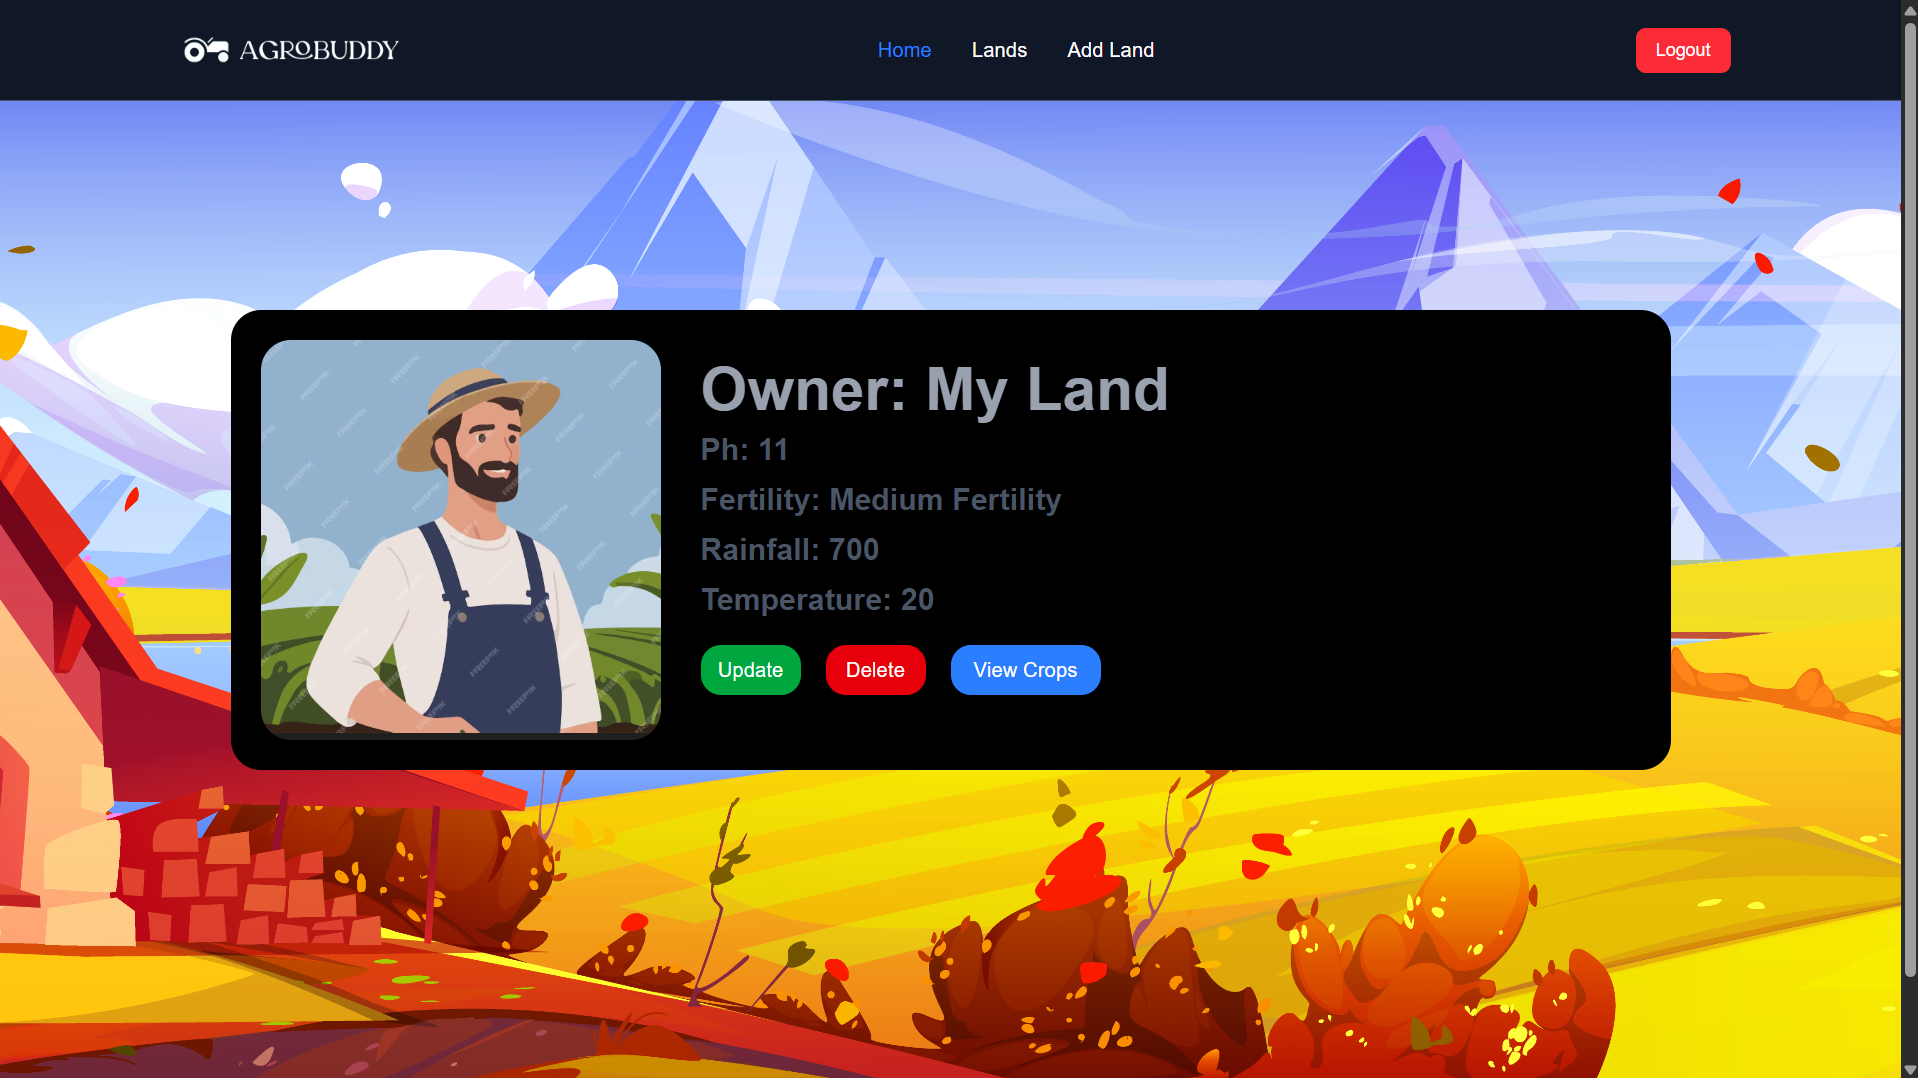 AGROBUDDY
Home Lands Add Land Logout
Owner: My Land
Ph: 11
Fertility: Medium Fertility
Rainfall: 700
Temperature: 20
Update Delete View Crops
FREEPIK